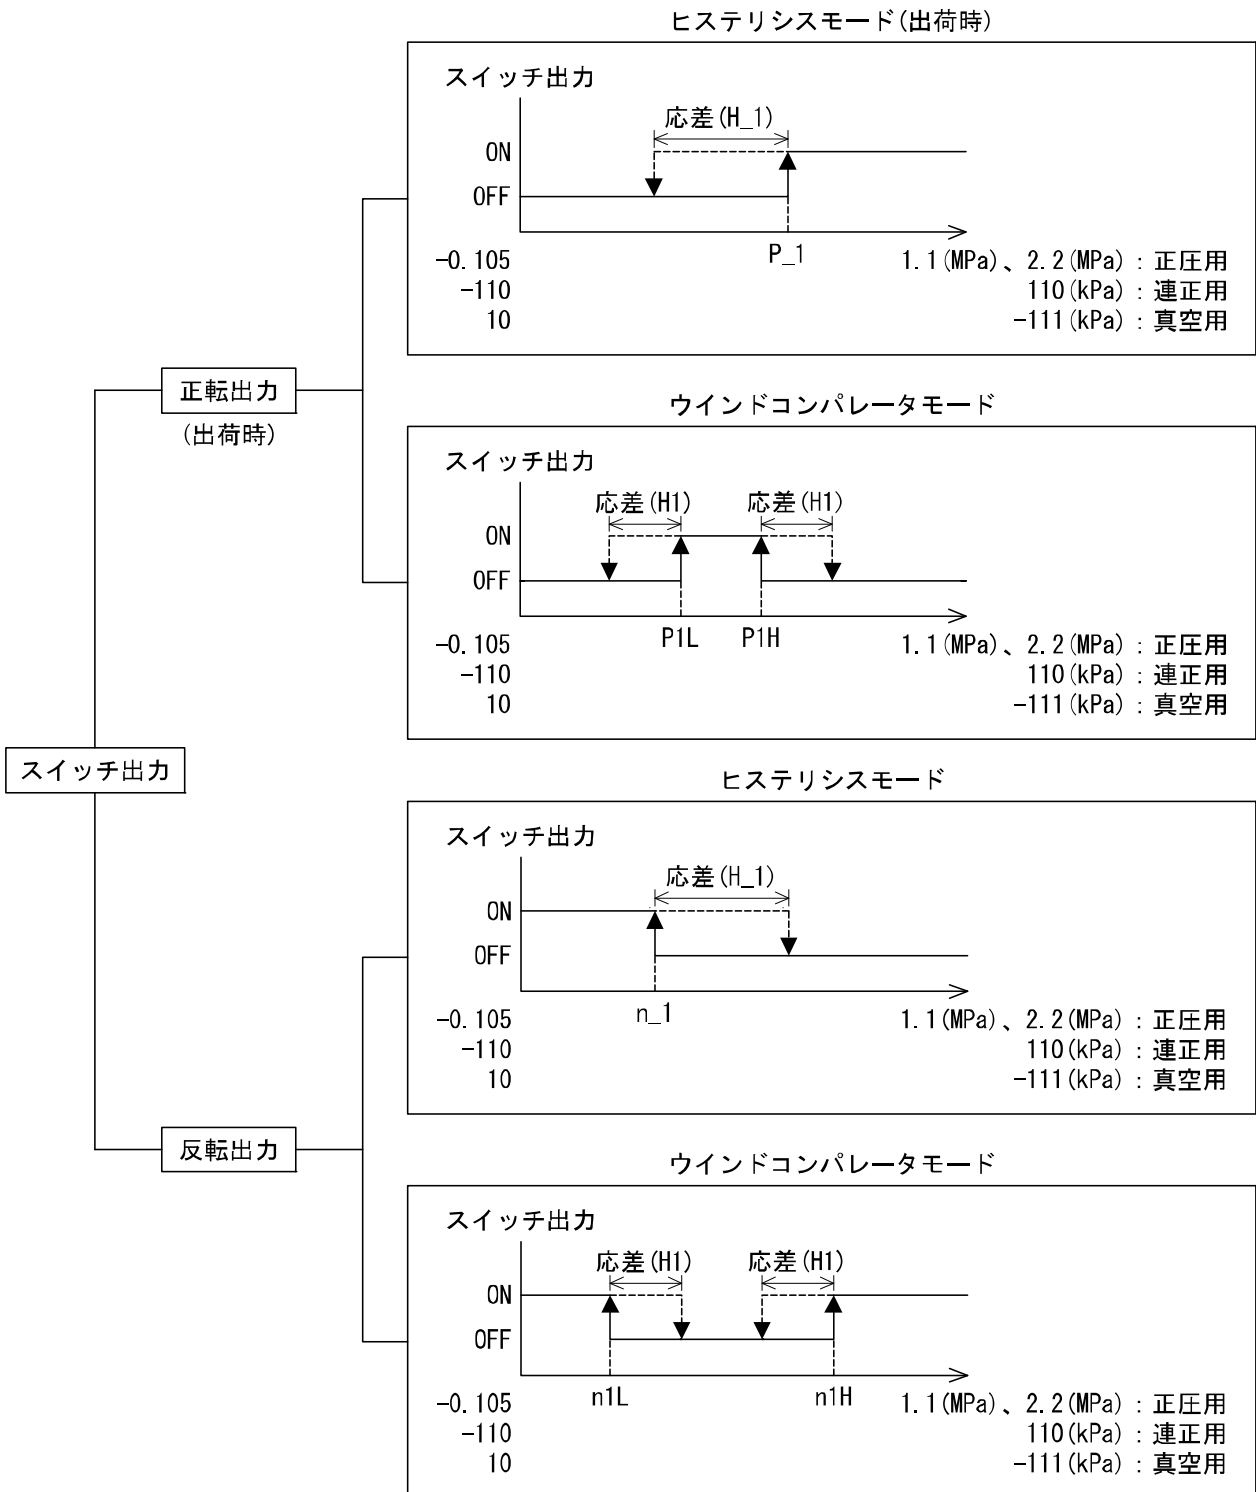 ヒステリシスモード(出荷時)
スイッチ出力
応差(H_1)
ON
OFF
P_1
-0.105 1.1(MPa)、2.2(MPa):正圧用
-110 110(kPa):連正用
10 -111(kPa):真空用
正転出力
(出荷時)
ウインドコンパレータモード
スイッチ出力
応差(H1) 応差(H1)
ON
OFF
P1L P1H
-0.105 1.1(MPa)、2.2(MPa):正圧用
-110 110(kPa):連正用
10 -111(kPa):真空用
スイッチ出力
ヒステリシスモード
スイッチ出力
応差(H_1)
ON
OFF
n_1
-0.105 1.1(MPa)、2.2(MPa):正圧用
-110 110(kPa):連正用
10 -111(kPa):真空用
反転出力
ウインドコンパレータモード
スイッチ出力
応差(H1) 応差(H1)
ON
OFF
n1L n1H
-0.105 1.1(MPa)、2.2(MPa):正圧用
-110 110(kPa):連正用
10 -111(kPa):真空用